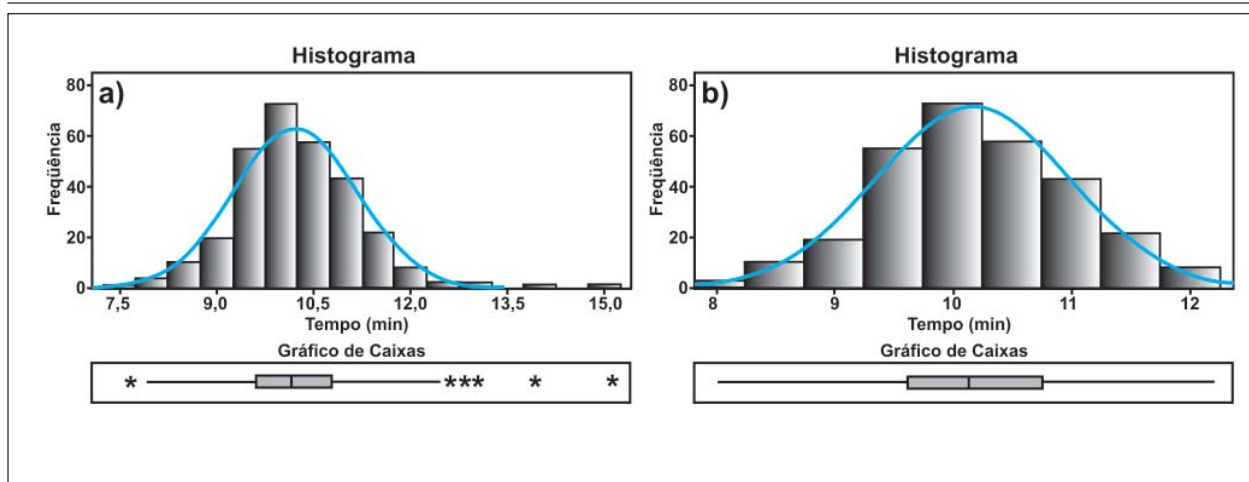 Histograma
a)
Freqüência
80
60
40
20
0
7,5 9,0 10,5 12,0 13,5 15,0
Tempo (min)
Gráfico de Caixas
* *** * *
Histograma
b)
Freqüência
80
60
40
20
0
8 9 10 11 12
Tempo (min)
Gráfico de Caixas